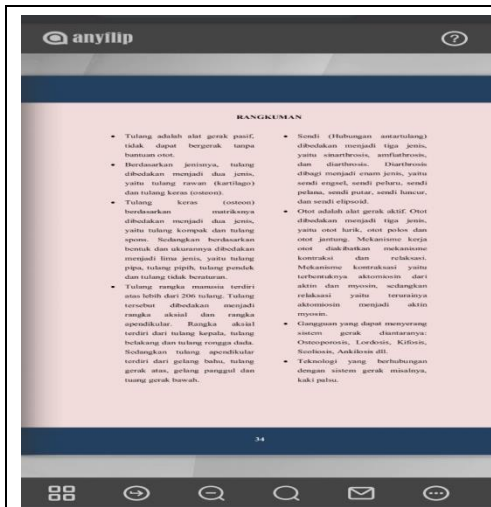 anyflip
RANGKUMAN
• Tulang adalah alat gerak pasif,
tidak dapat bergerak tanpa
bantuan otot.
• Berdasarkan jenisnya, tulang
dibedakan menjadi dua jenis,
yaitu tulang rawan (kartilago)
dan tulang keras (osteon).
• Tulang keras (osteon)
berdasarkan matriksnya
dibedakan menjadi dua jenis,
yaitu tulang kompak dan tulang
spons. Sedangkan berdasarkan
bentuk dan ukurannya dibedakan
menjadi lima jenis, yaitu tulang
pipa, tulang pipih, tulang pendek
dan tulang tidak beraturan.
• Tulang rangka manusia terdiri
atas lebih dari 206 tulang. Tulang
tersebut dibedakan menjadi
rangka aksial dan rangka
apendikular. Rangka aksial
terdiri dari tulang kepala, tulang
belakang dan tulang rongga dada.
Sedangkan tulang apendikular
terdiri dari gelang bahu, tulang
gerak atas, gelang panggul dan
tuang gerak bawah.
• Sendi (Hubungan antartulang)
dibedakan menjadi tiga jenis,
yaitu sinarthrosis, amfiathrosis,
dan diarthrosis. Diarthrosis
dibagi menjadi enam jenis, yaitu
sendi engsel, sendi peluru, sendi
pelana, sendi putar, sendi luncur,
dan sendi elipsoid.
• Otot adalah alat gerak aktif. Otot
dibedakan menjadi tiga jenis,
yaitu otot lurik, otot polos dan
otot jantung. Mekanisme kerja
otot diakibatkan mekanisme
kontraksi dan relaksasi.
Mekanisme kontraksasi yaitu
terbentuknya aktomiosin dari
aktin dan myosin, sedangkan
relaksasi yaitu terurainya
aktomiosin menjadi aktin
myosin.
• Gangguan yang dapat menyerang
sistem gerak diantaranya:
Osteoporosis, Lordosis, Kifosis,
Scoliosis, Ankilosis dll.
• Teknologi yang berhubungan
dengan sistem gerak misalnya,
kaki palsu.
34